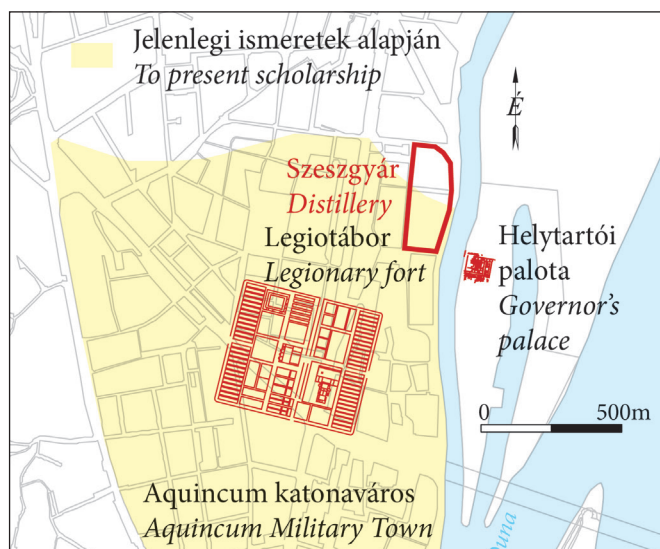 Jelenlegi ismeretek alapján
To present scholarship
É
Szeszgyár
Distillery
Legiotábor
Legionary fort
Helytartói
palota
Governor's
palace
0 500m
Aquincum katonaváros
Aquincum Military Town
Duna